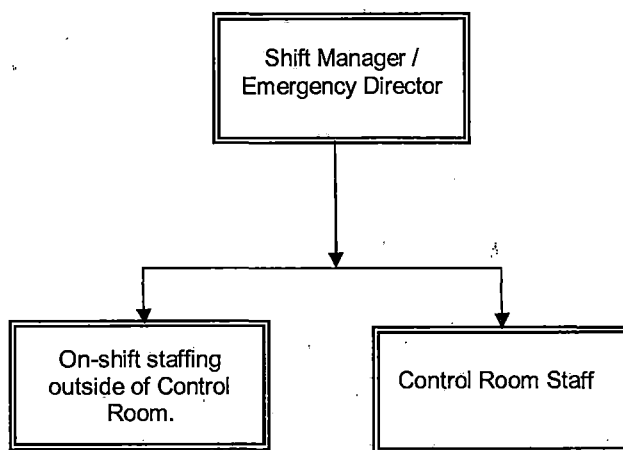 Shift Manager /
Emergency Director
On-shift staffing
outside of Control
Room.
Control Room Staff